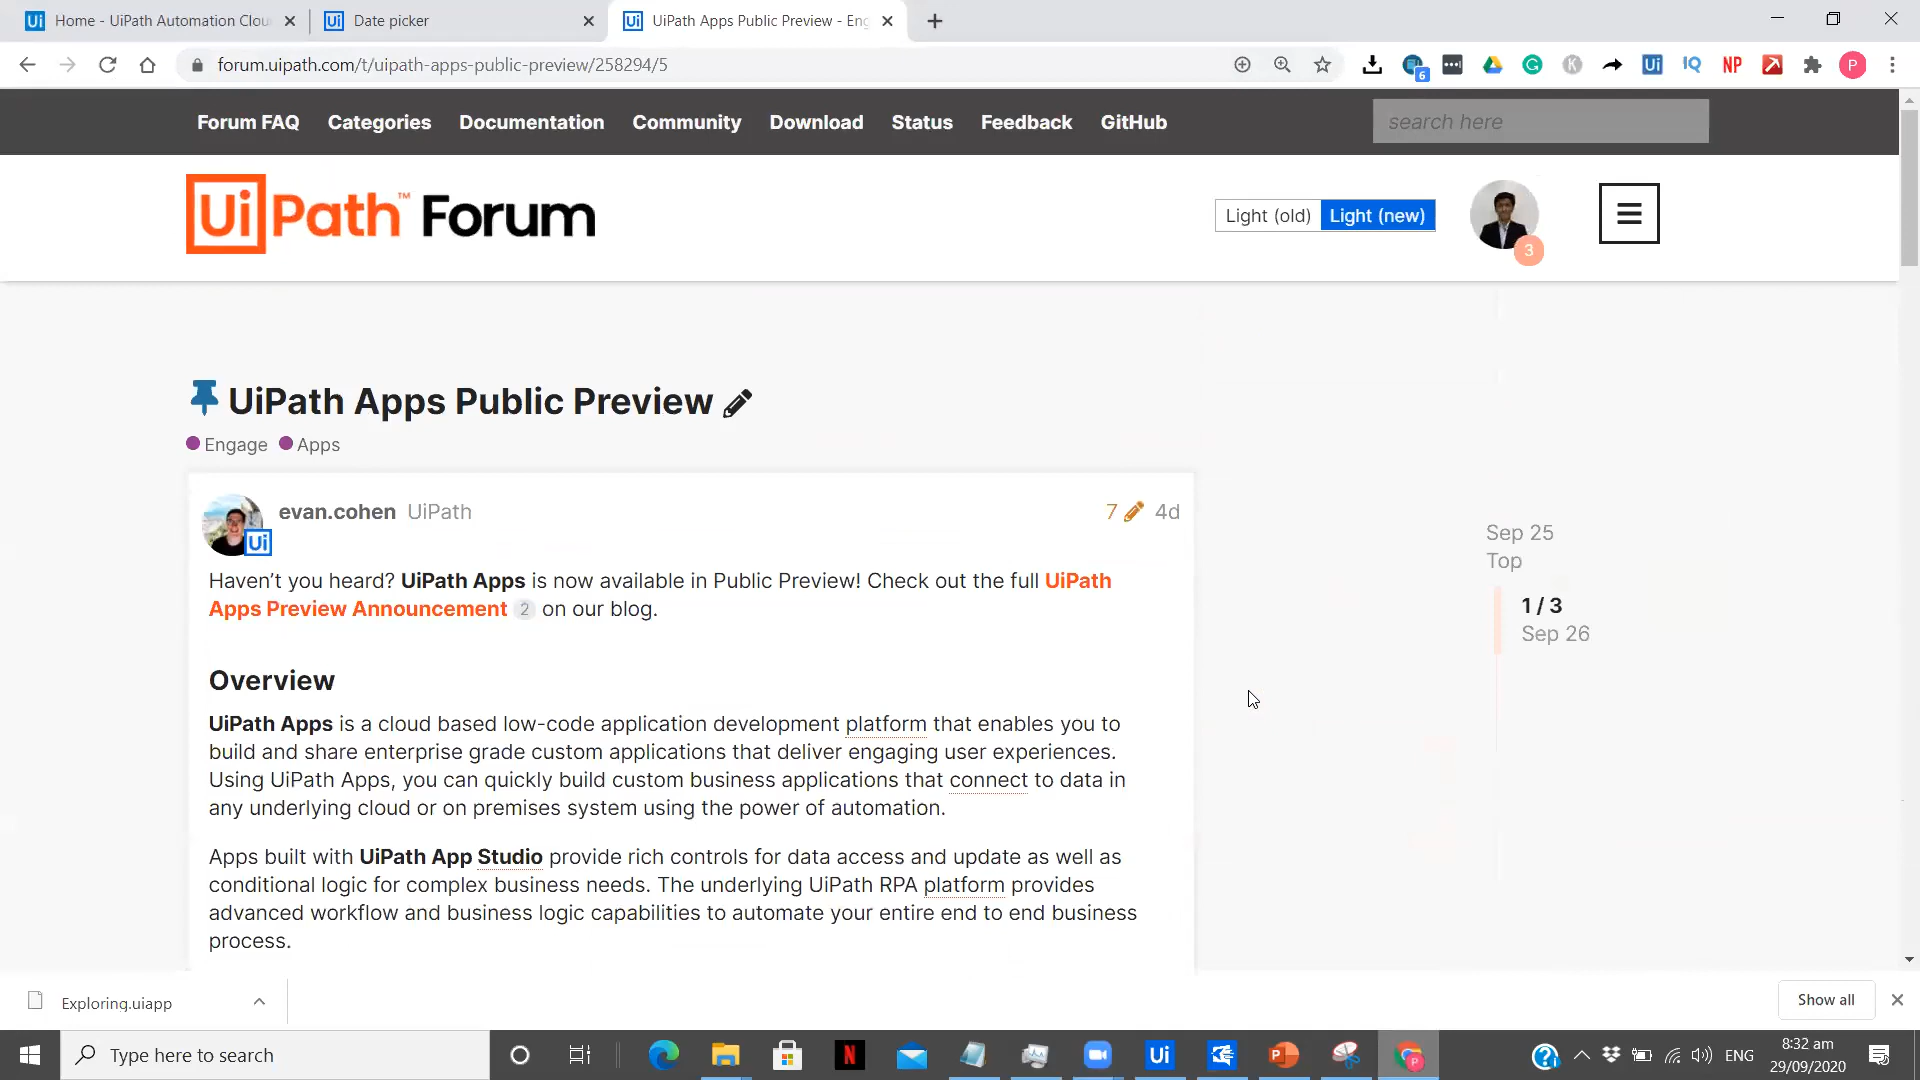 Home - UiPath Automation Clou
Date picker
UiPath Apps Public Preview - Eng
forum.uipath.com/t/uipath-apps-public-preview/258294/5
6
Ui
IQ
NP
P
Forum FAQ
Categories
Documentation
Community
Download
Status
Feedback
GitHub
search here
UiPath™ Forum
Light (old)
Light (new)
3
UiPath Apps Public Preview
Engage
Apps
evan.cohen UiPath
7
4d
Haven’t you heard? UiPath Apps is now available in Public Preview! Check out the full UiPath
Apps Preview Announcement 2 on our blog.
Overview
UiPath Apps is a cloud based low-code application development platform that enables you to
build and share enterprise grade custom applications that deliver engaging user experiences.
Using UiPath Apps, you can quickly build custom business applications that connect to data in
any underlying cloud or on premises system using the power of automation.
Apps built with UiPath App Studio provide rich controls for data access and update as well as
conditional logic for complex business needs. The underlying UiPath RPA platform provides
advanced workflow and business logic capabilities to automate your entire end to end business
process.
Sep 25
Top
1 / 3
Sep 26
Exploring.uiapp
Show all
Type here to search
ENG
8:32 am
29/09/2020